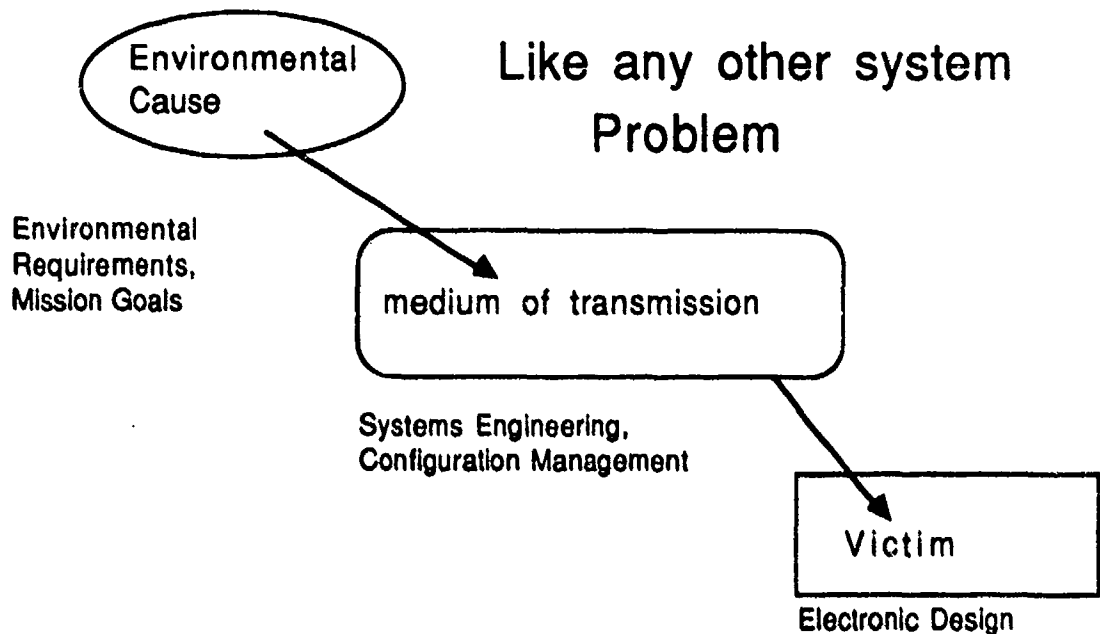 Environmental
Cause
Like any other system
Problem
Environmental
Requirements,
Mission Goals
medium of transmission
Systems Engineering,
Configuration Management
Victim
Electronic Design